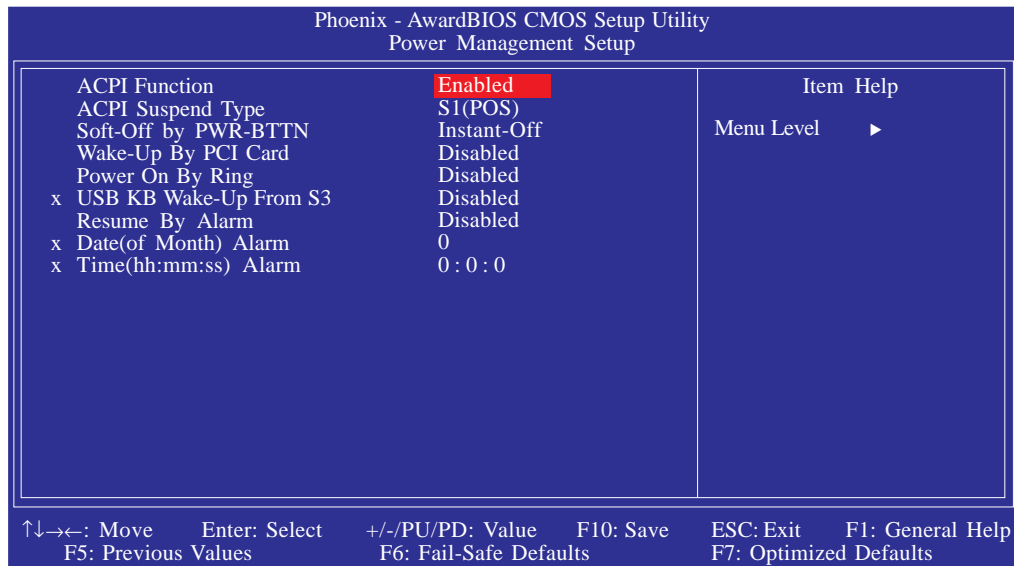 Phoenix - AwardBIOS CMOS Setup Utility
Power Management Setup
ACPI Function Enabled
ACPI Suspend Type S1(POS)
Soft-Off by PWR-BTTN Instant-Off
Wake-Up By PCI Card Disabled
Power On By Ring Disabled
x USB KB Wake-Up From S3 Disabled
Resume By Alarm Disabled
x Date(of Month) Alarm 0
x Time(hh:mm:ss) Alarm 0 : 0 : 0
Item Help
Menu Level ▶
↑↓→←: Move Enter: Select +/-/PU/PD: Value F10: Save ESC: Exit F1: General Help
F5: Previous Values F6: Fail-Safe Defaults F7: Optimized Defaults